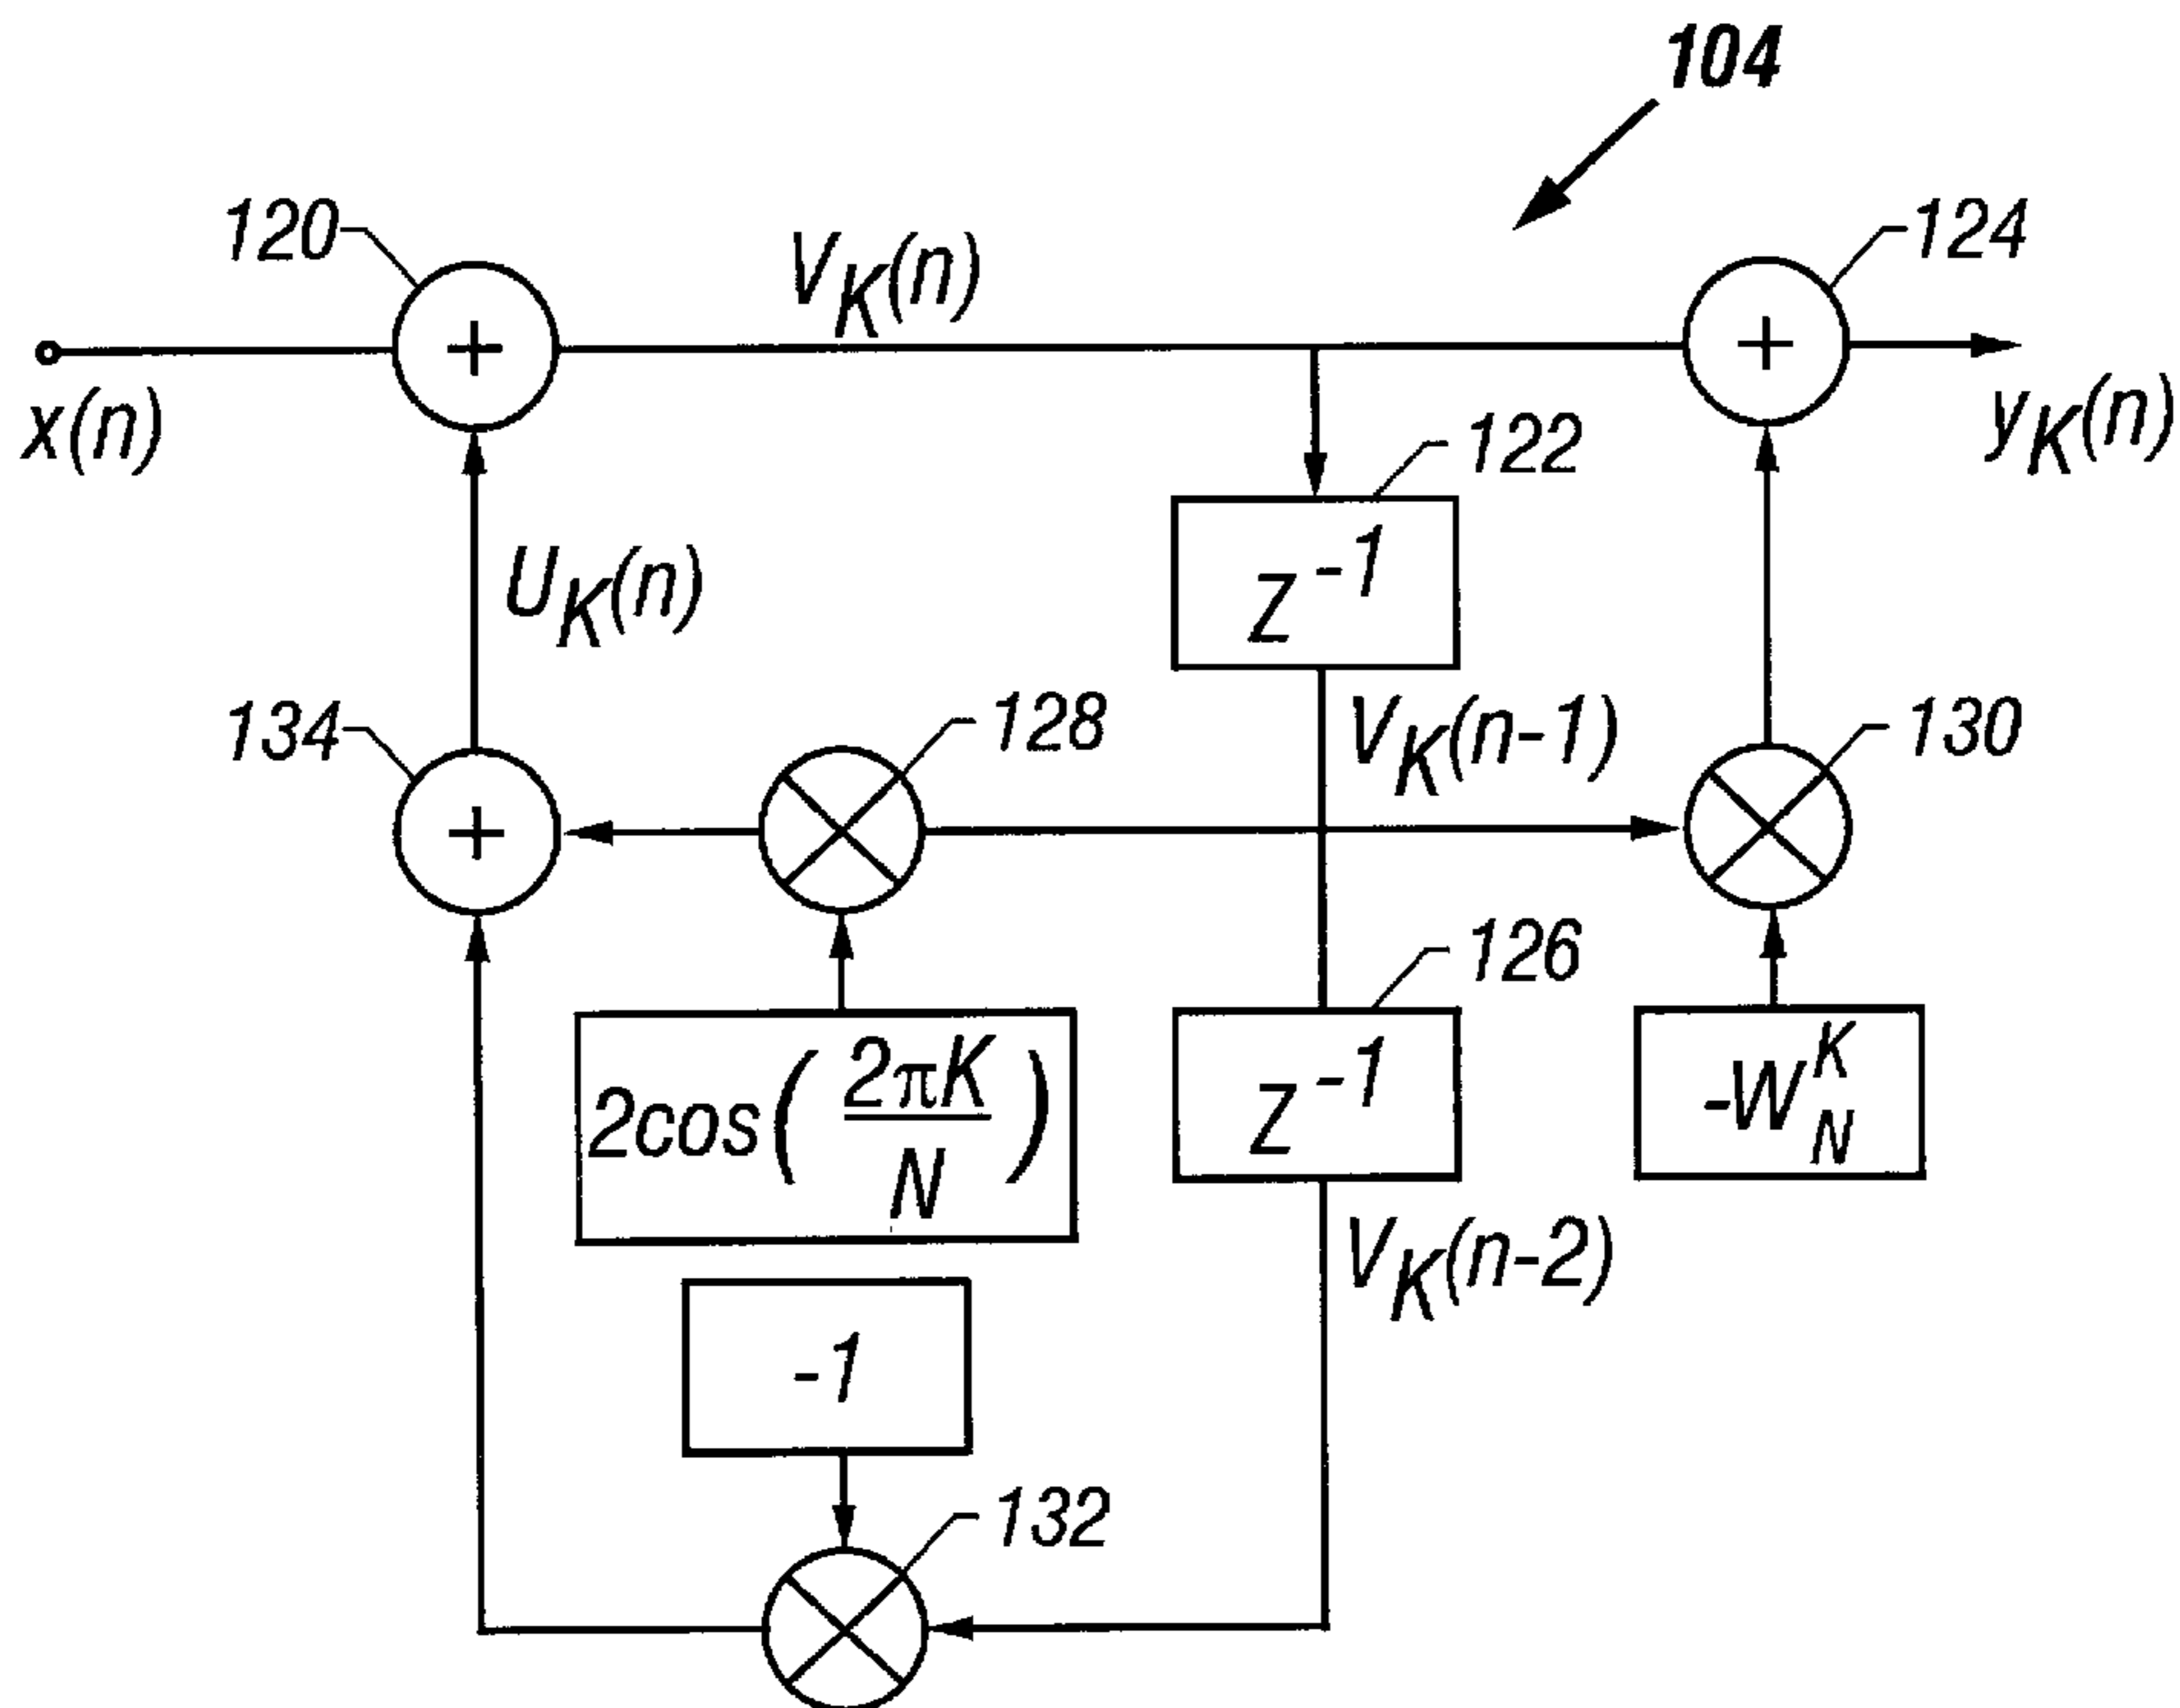 104
120
V_K(n)
124
x(n)
y_K(n)
122
Z^-1
U_K(n)
134
128
V_K(n-1)
130
126
2cos(2πK/N)
Z^-1
-W_N^K
V_K(n-2)
-1
132